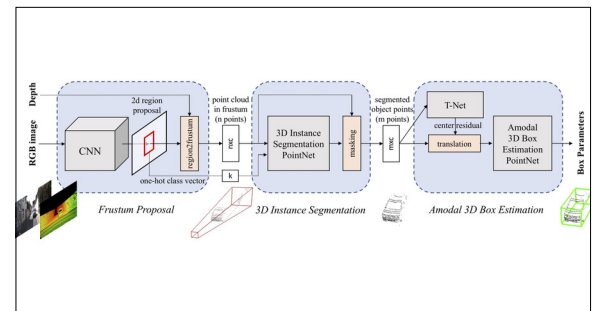 Depth
RGB image
CNN
2d region
proposal
region2frustum
one-hot class vector
Frustum Proposal
point cloud
in frustum
(n points)
nxc
k
3D Instance
Segmentation
PointNet
masking
3D Instance Segmentation
segmented
object points
(m points)
mxc
T-Net
center residual
translation
Amodal
3D Box
Estimation
PointNet
Amodal 3D Box Estimation
Box Parameters